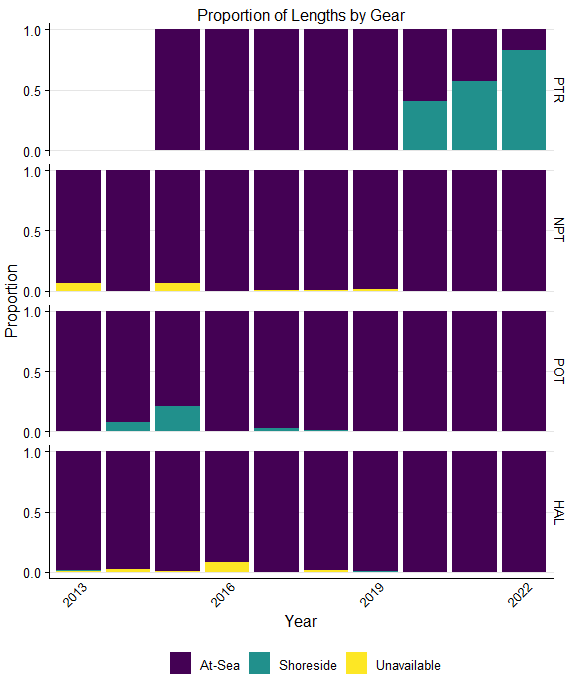 Proportion of Lengths by Gear
1.0
0.5
0.0
PTR
1.0
0.5
0.0
NPT
Proportion
1.0
0.5
0.0
POT
1.0
0.5
0.0
HAL
2013 2016 2019 2022
Year
At-Sea Shoreside Unavailable